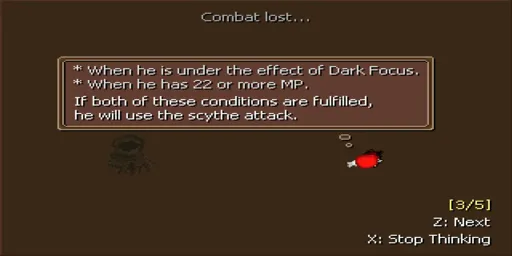 Combat lost...
* When he is under the effect of Dark Focus.
* When he has 22 or more MP.
If both of these conditions are fulfilled,
he will use the scythe attack.
[3/5]
Z: Next
X: Stop Thinking